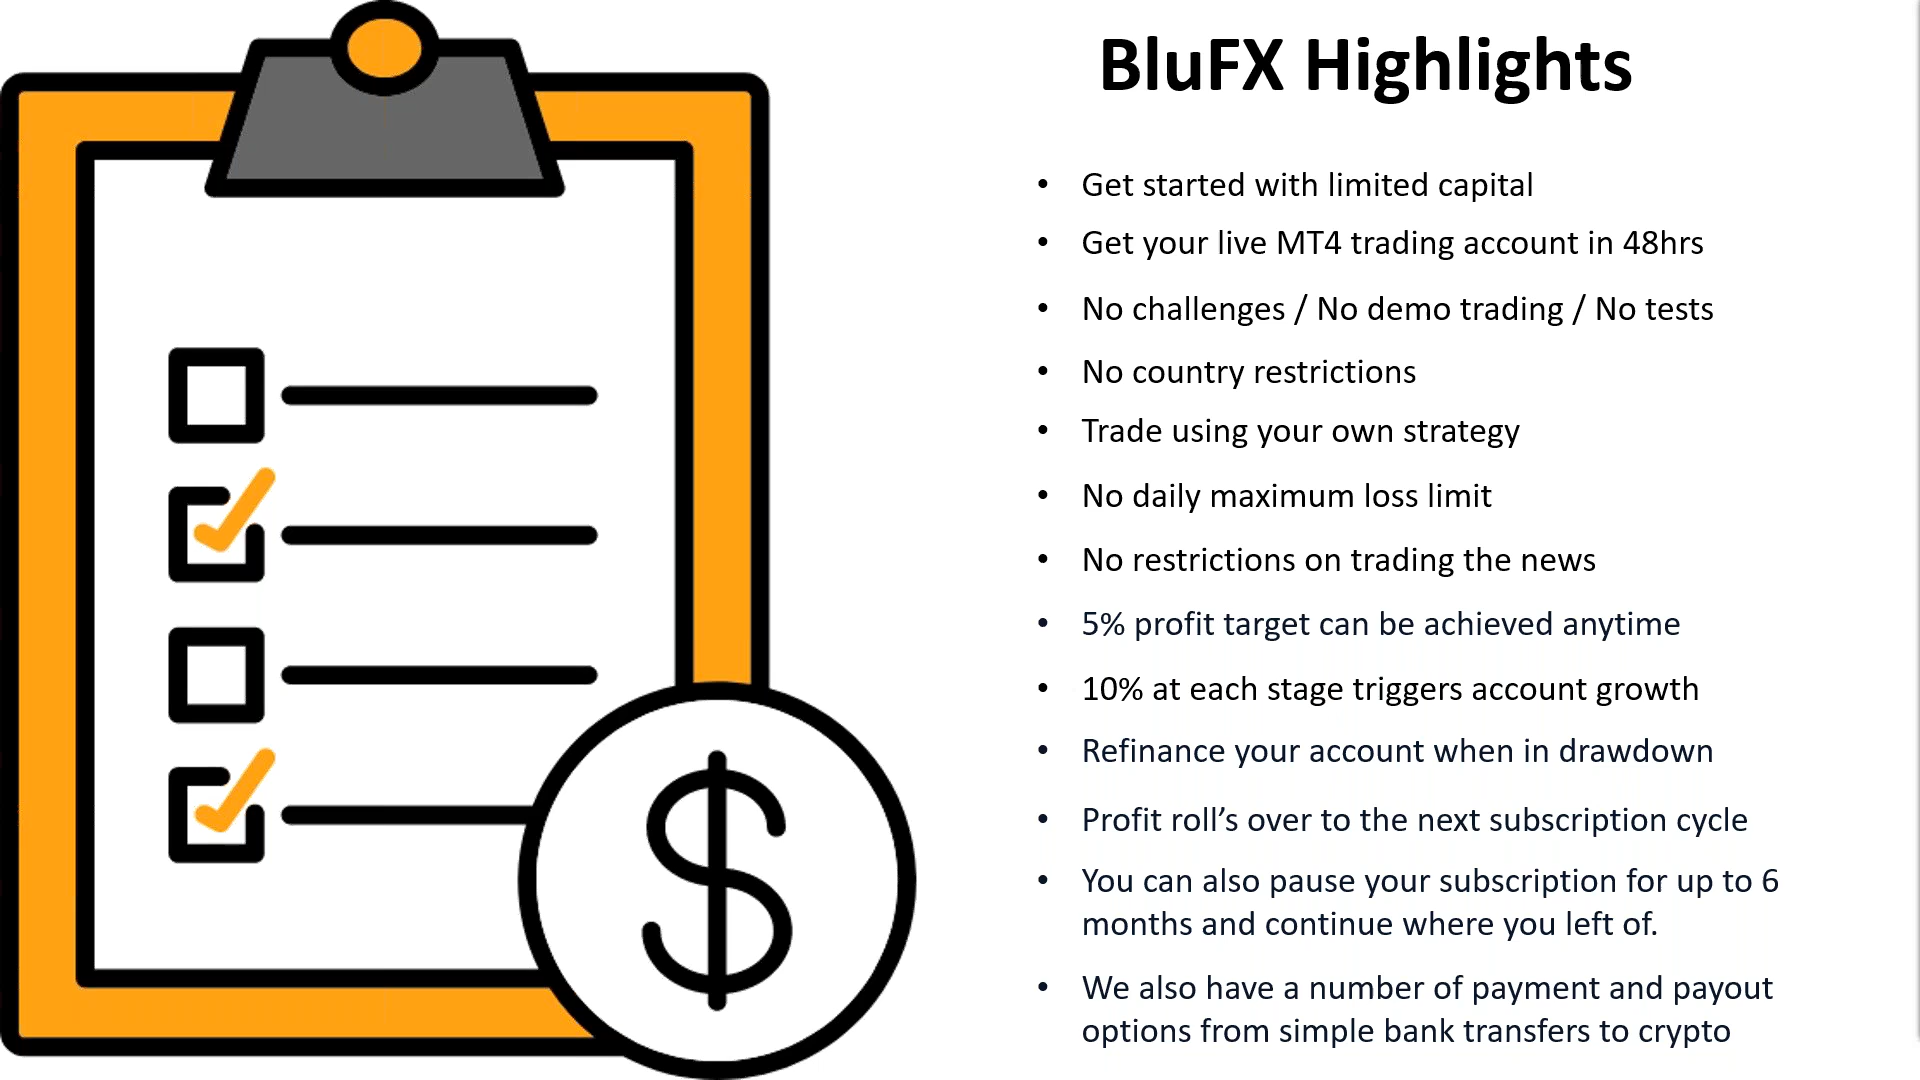 BluFX Highlights
• Get started with limited capital
• Get your live MT4 trading account in 48hrs
• No challenges / No demo trading / No tests
• No country restrictions
• Trade using your own strategy
• No daily maximum loss limit
• No restrictions on trading the news
• 5% profit target can be achieved anytime
• 10% at each stage triggers account growth
• Refinance your account when in drawdown
• Profit roll’s over to the next subscription cycle
• You can also pause your subscription for up to 6
months and continue where you left of.
• We also have a number of payment and payout
options from simple bank transfers to crypto
$